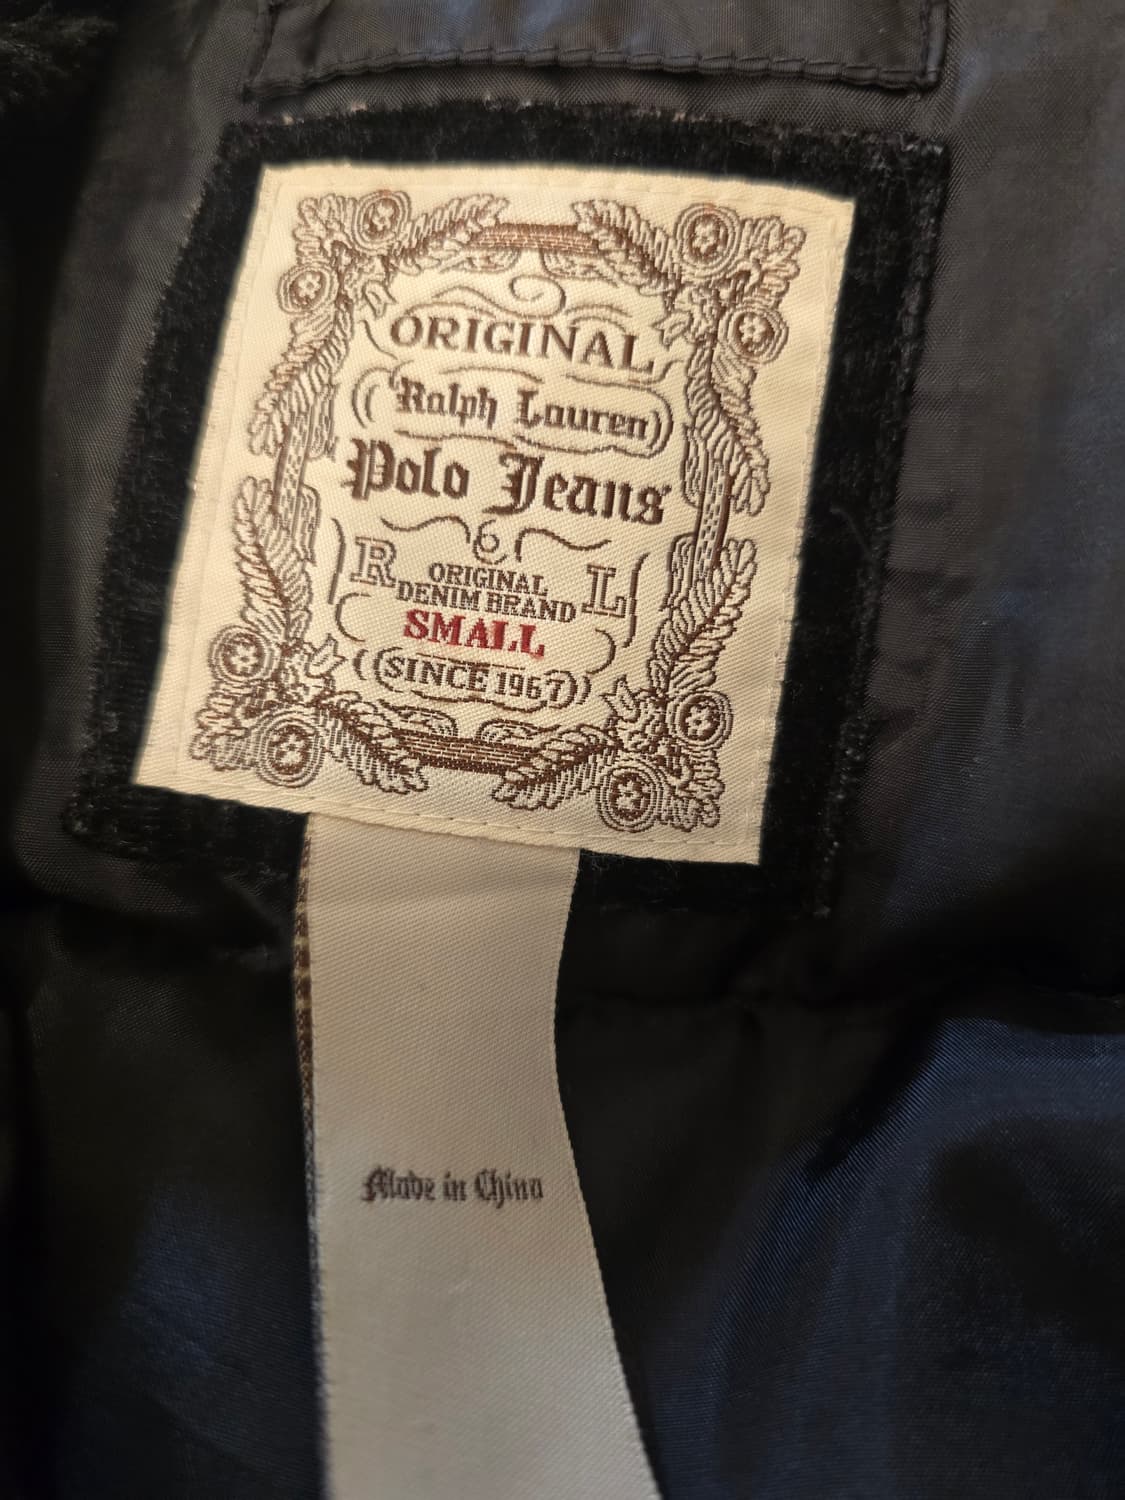 ORIGINAL
Ralph Lauren
Polo Jeans
R L
ORIGINAL
DENIM BRAND
SMALL
SINCE 1967
Made in China